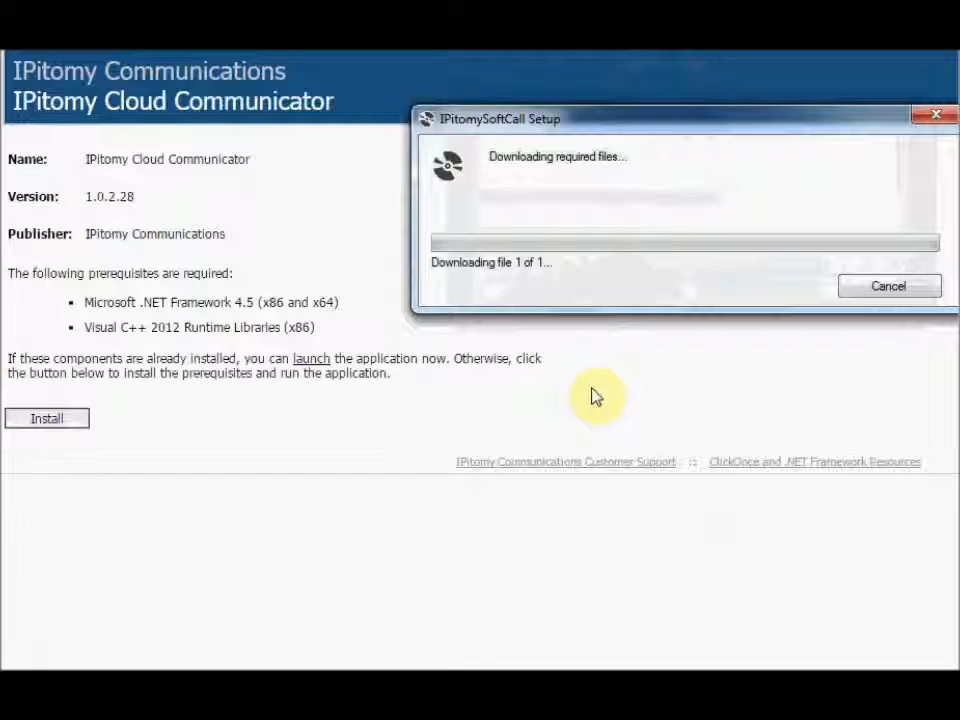 IPitomy Communications
IPitomy Cloud Communicator
IPitomySoftCall Setup
Downloading required files...
Downloading file 1 of 1...
Cancel
Name: IPitomy Cloud Communicator
Version: 1.0.2.28
Publisher: IPitomy Communications
The following prerequisites are required:
Microsoft .NET Framework 4.5 (x86 and x64)
Visual C++ 2012 Runtime Libraries (x86)
If these components are already installed, you can launch the application now. Otherwise, click
the button below to install the prerequisites and run the application.
Install
IPitomy Communications Customer Support :: ClickOnce and .NET Framework Resources